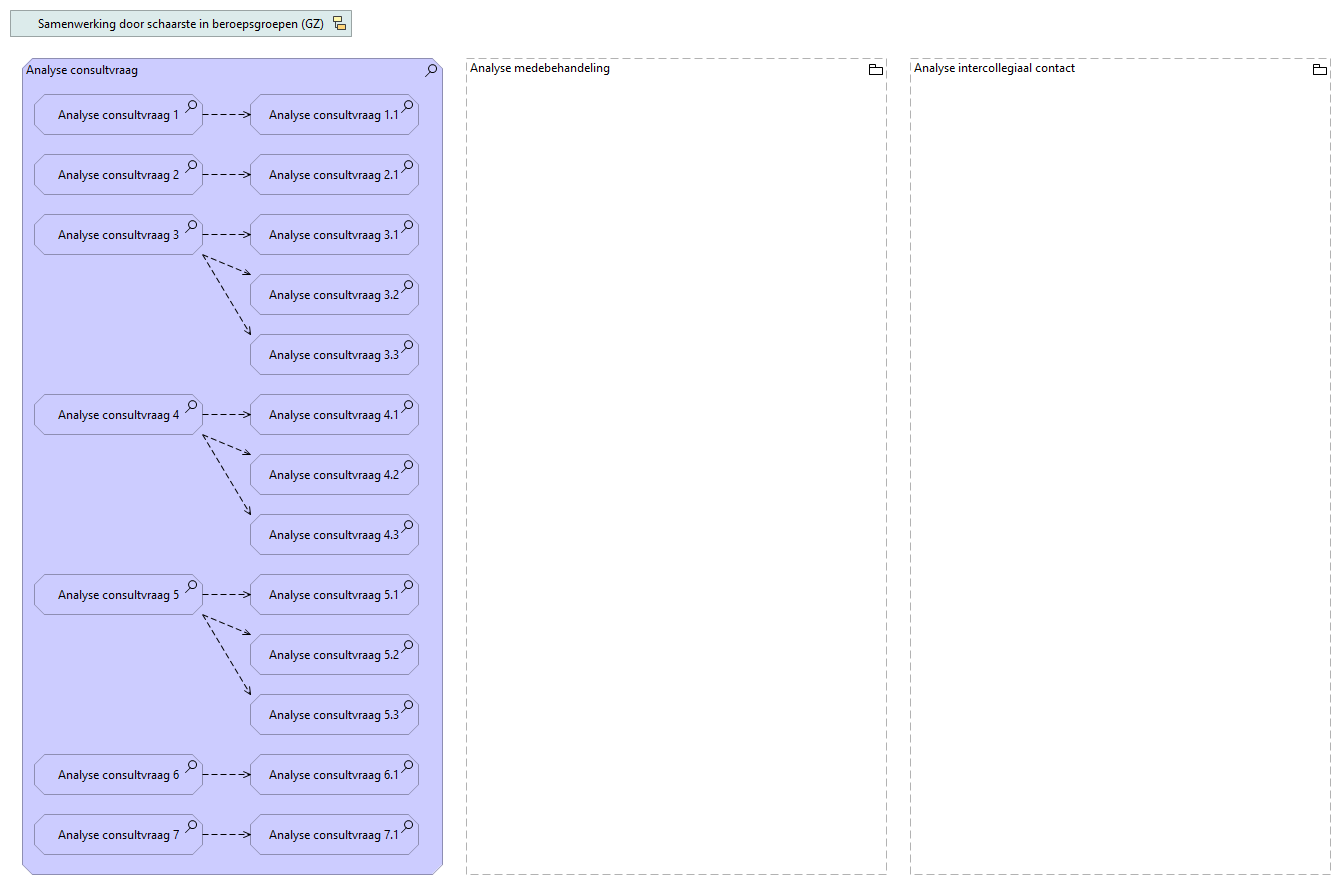 Samenwerking door schaarste in beroepsgroepen (GZ)
Analyse consultvraag
Analyse consultvraag 1
Analyse consultvraag 1.1
Analyse consultvraag 2
Analyse consultvraag 2.1
Analyse consultvraag 3
Analyse consultvraag 3.1
Analyse consultvraag 3.2
Analyse consultvraag 3.3
Analyse consultvraag 4
Analyse consultvraag 4.1
Analyse consultvraag 4.2
Analyse consultvraag 4.3
Analyse consultvraag 5
Analyse consultvraag 5.1
Analyse consultvraag 5.2
Analyse consultvraag 5.3
Analyse consultvraag 6
Analyse consultvraag 6.1
Analyse consultvraag 7
Analyse consultvraag 7.1
Analyse medebehandeling
Analyse intercollegiaal contact